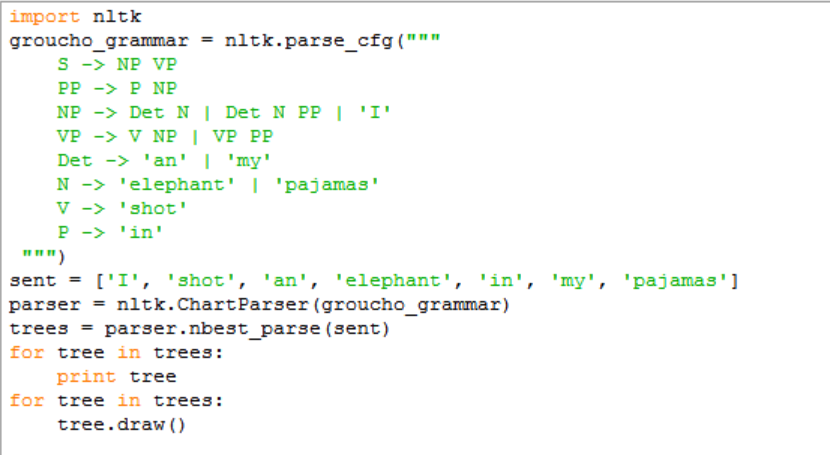 import nltk
groucho_grammar = nltk.parse_cfg("""
    S -> NP VP
    PP -> P NP
    NP -> Det N | Det N PP | 'I'
    VP -> V NP | VP PP
    Det -> 'an' | 'my'
    N -> 'elephant' | 'pajamas'
    V -> 'shot'
    P -> 'in'
 """)
sent = ['I', 'shot', 'an', 'elephant', 'in', 'my', 'pajamas']
parser = nltk.ChartParser(groucho_grammar)
trees = parser.nbest_parse(sent)
for tree in trees:
    print tree
for tree in trees:
    tree.draw()